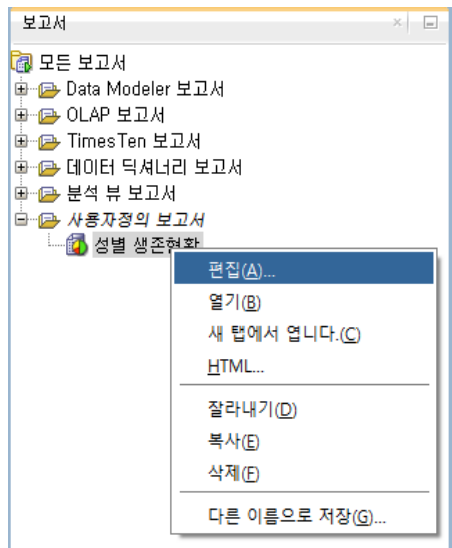 보고서
모든 보고서
Data Modeler 보고서
OLAP 보고서
TimesTen 보고서
데이터 딕셔너리 보고서
분석 뷰 보고서
사용자정의 보고서
성별 생존현황
편집(A)...
열기(B)
새 탭에서 엽니다.(C)
HTML...
잘라내기(D)
복사(E)
삭제(F)
다른 이름으로 저장(G)...